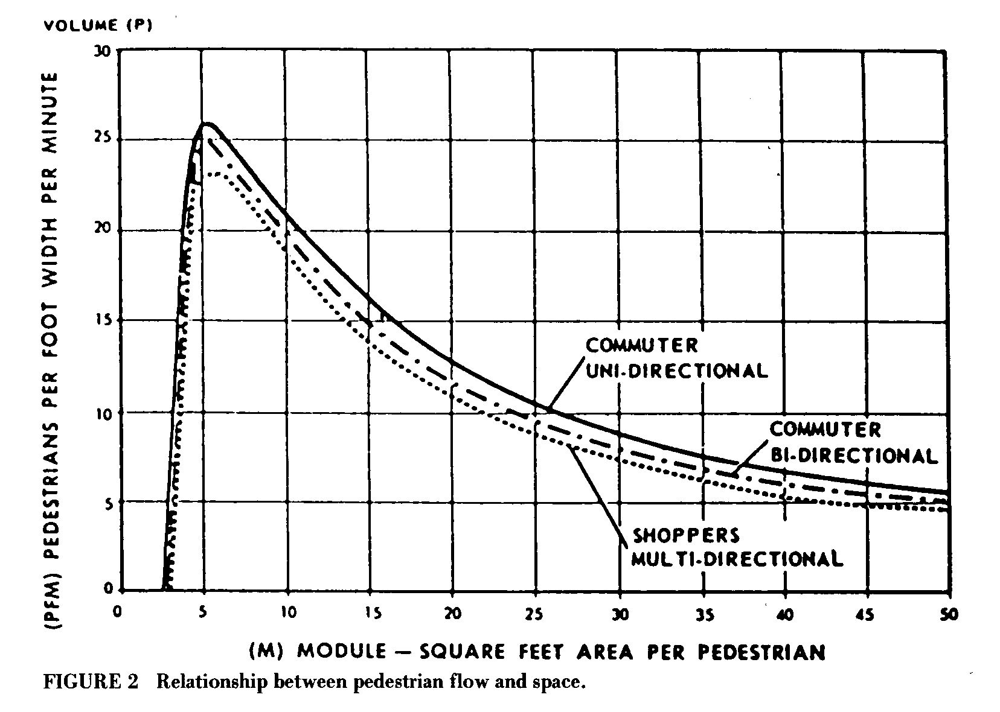 VOLUME (P)
(PFM) PEDESTRIANS PER FOOT WIDTH PER MINUTE
30
25
20
15
10
5
0
COMMUTER
UNI-DIRECTIONAL
COMMUTER
BI-DIRECTIONAL
SHOPPERS
MULTI-DIRECTIONAL
0 5 10 15 20 25 30 35 40 45 50
(M) MODULE — SQUARE FEET AREA PER PEDESTRIAN
FIGURE 2 Relationship between pedestrian flow and space.